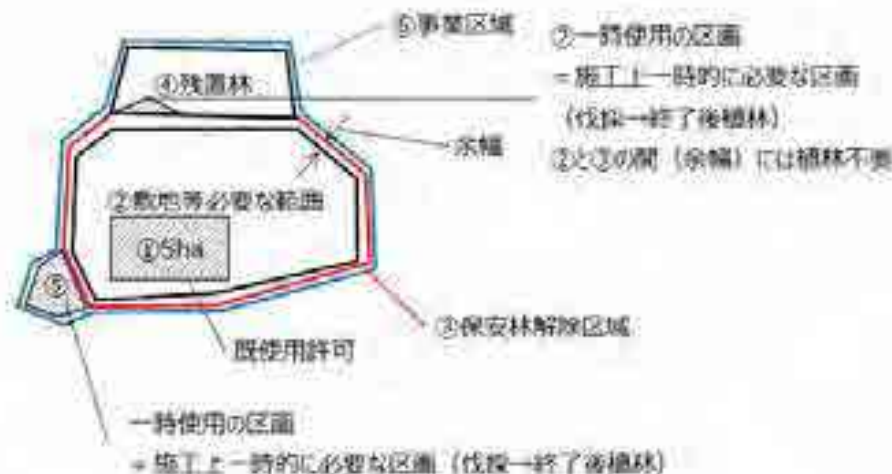 ⑥事業区域
⑦一時使用の区画
= 施工上一時的に必要な区画
(伐採→終了後植林)
②と③の間（余幅）には植林不要
④残置林
余幅
②敷地等必要な範囲
①5ha
⑤
③保安林解除区域
既使用許可
一時使用の区画
= 施工上一時的に必要な区画（伐採→終了後植林）